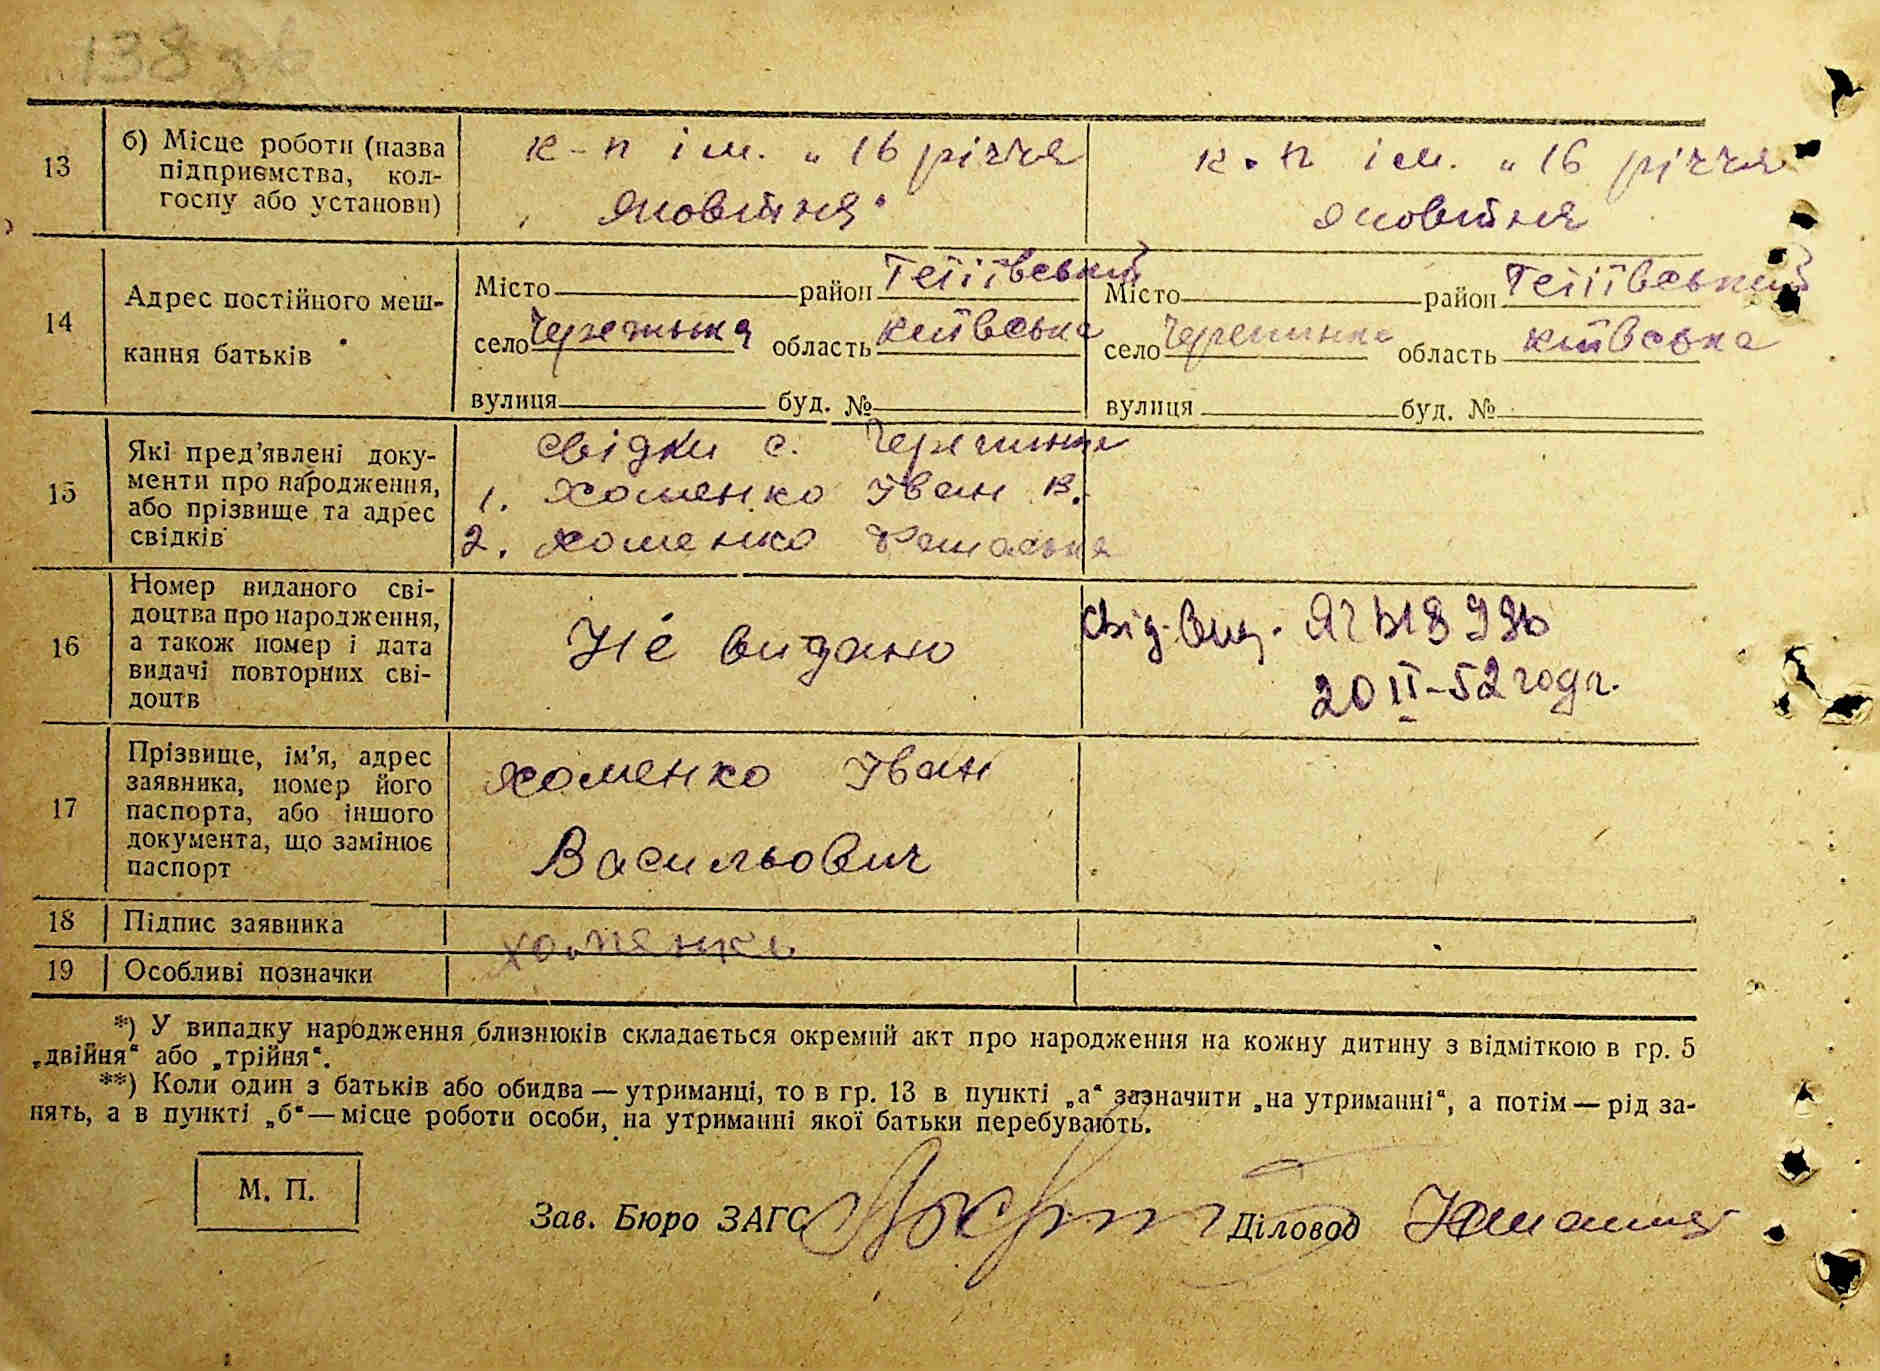 138 зв
13
б) Місце роботи (назва
підприємства, кол-
госпу або установи)
к-п ім. „16 річчя
Жовтня"
к.п ім. „16 річчя
Жовтня
14
Адрес постійного меш-
кання батьків
Місто район Тетіївський
село Черепинка область Київська
вулиця буд. №
Місто район Тетіївський
село Черепинка область Київська
вулиця буд. №
15
Які пред'явлені доку-
менти про народження,
або прізвище та адрес
свідків
Свідки с. Черепинка
1. Хоменко Іван В.
2. Хоменко
16
Номер виданого сві-
доцтва про народження,
а також номер і дата
видачі повторних сві-
доцтв
Не видано
Свід. вид.
20 II-52 годг.
17
Прізвище, ім'я, адрес
заявника, номер його
паспорта, або іншого
документа, що замінює
паспорт
Хоменко Іван
Васильович
18
Підпис заявника
Хоменко
19
Особливі позначки
*) У випадку народження близнюків складається окремий акт про народження на кожну дитину з відміткою в гр. 5
„двійня" або „трійня".
**) Коли один з батьків або обидва — утриманці, то в гр. 13 в пункті „а" зазначити „на утриманні", а потім — рід за-
нять, а в пункті „б" — місце роботи особи, на утриманні якої батьки перебувають.
М. П.
Зав. Бюро ЗАГС
Діловод